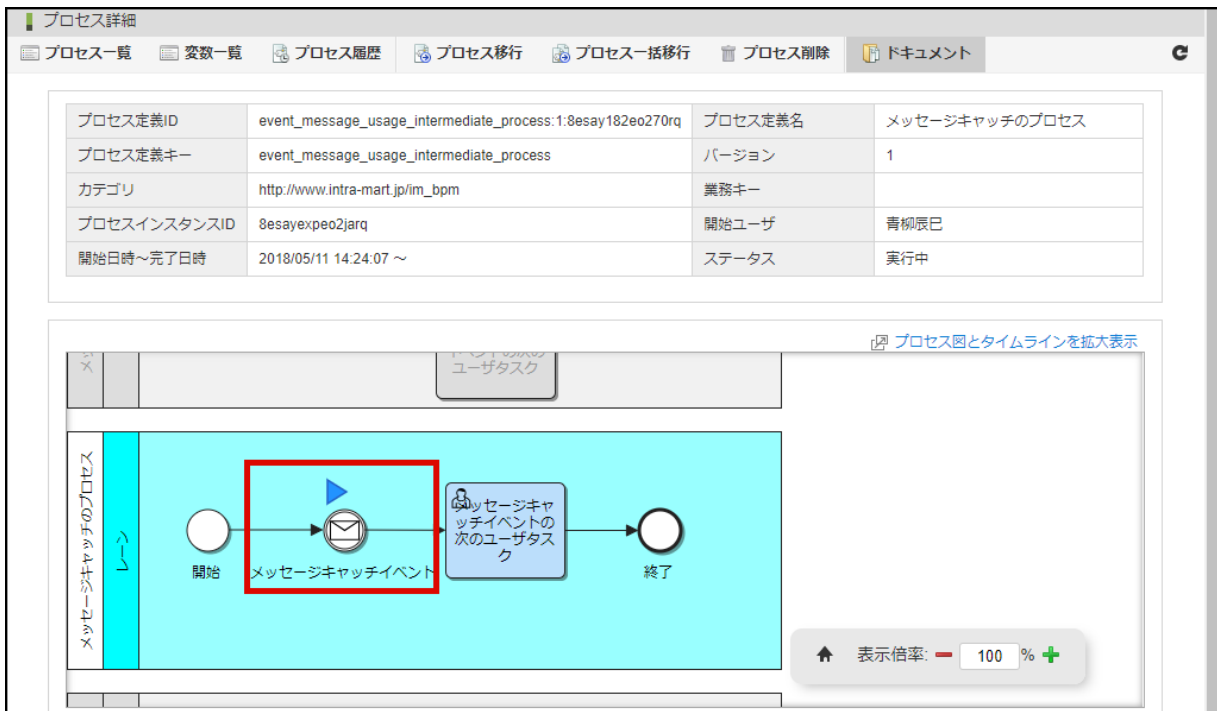 プロセス詳細
プロセス一覧 変数一覧 プロセス履歴 プロセス移行 プロセス一括移行 プロセス削除 ドキュメント
プロセス定義ID event_message_usage_intermediate_process:1:8esay182eo270rq プロセス定義名 メッセージキャッチのプロセス
プロセス定義キー event_message_usage_intermediate_process バージョン 1
カテゴリ http://www.intra-mart.jp/im_bpm 業務キー
プロセスインスタンスID 8esayexpeo2jarq 開始ユーザ 青柳辰巳
開始日時～完了日時 2018/05/11 14:24:07 ～ ステータス 実行中
プロセス図とタイムラインを拡大表示
ユーザタスク
メッセージキャッチのプロセス
レーン
開始
メッセージキャッチイベント
メッセージキャ
ッチイベントの
次のユーザタス
ク
終了
表示倍率: 100 %